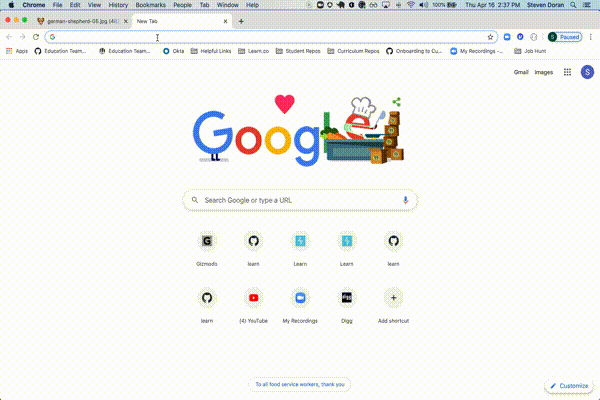 Chrome File Edit View History Bookmarks People Tab Window Help 100% Thu Apr 16 2:37 PM Steven Doran
german-shepherd-08.jpg New Tab
G S Paused
Apps Education Team... Education Team... Okta Helpful Links Learn.co Student Repos Curriculum Repos Onboarding to Cu... My Recordings -... Job Hunt
Gmail Images S
Google
Search Google or type a URL
Gizmodo learn Learn Learn learn
learn (4) YouTube My Recordings Digg Add shortcut
To all food service workers, thank you
Customize